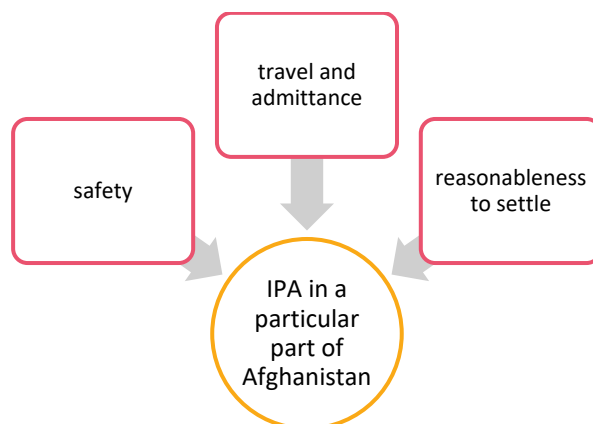 travel and
admittance
safety
reasonableness
to settle
IPA in a
particular
part of
Afghanistan